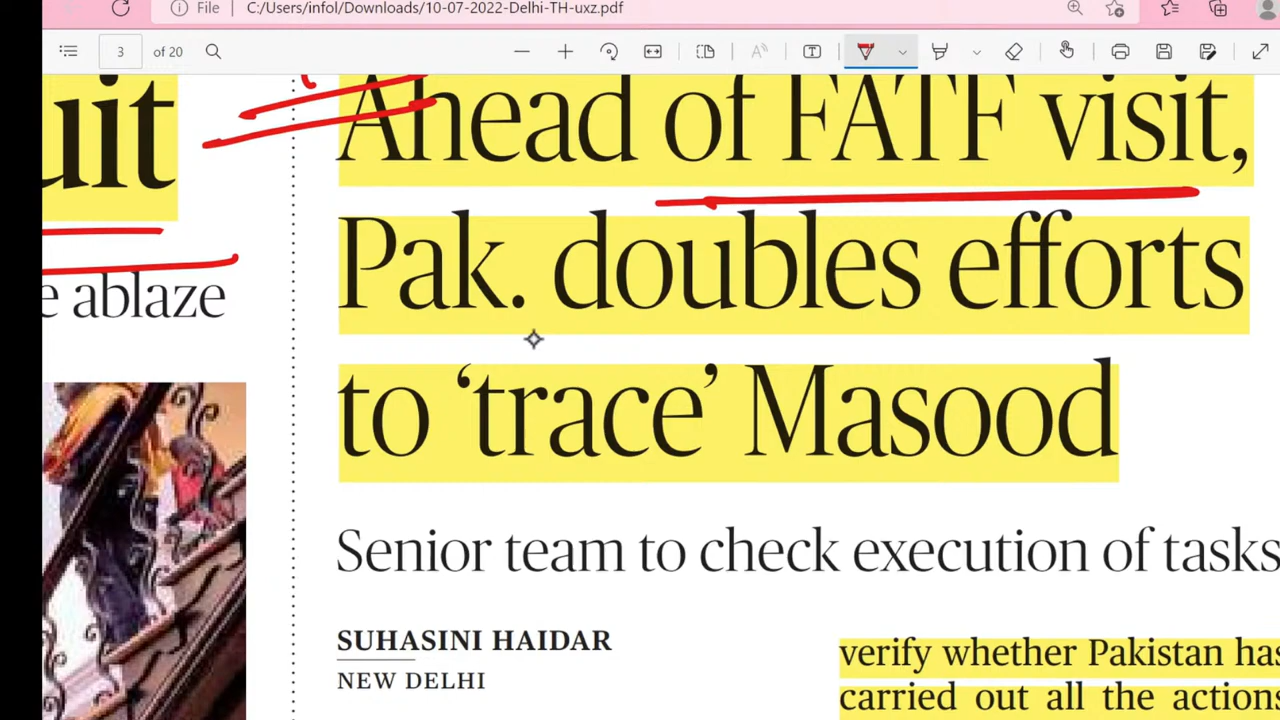 File
C:/Users/infol/Downloads/10-07-2022-Delhi-TH-uxz.pdf
3
of 20
uit
e ablaze
Ahead of FATF visit,
Pak. doubles efforts
to ‘trace’ Masood
Senior team to check execution of tasks
SUHASINI HAIDAR
NEW DELHI
verify whether Pakistan has
carried out all the actions